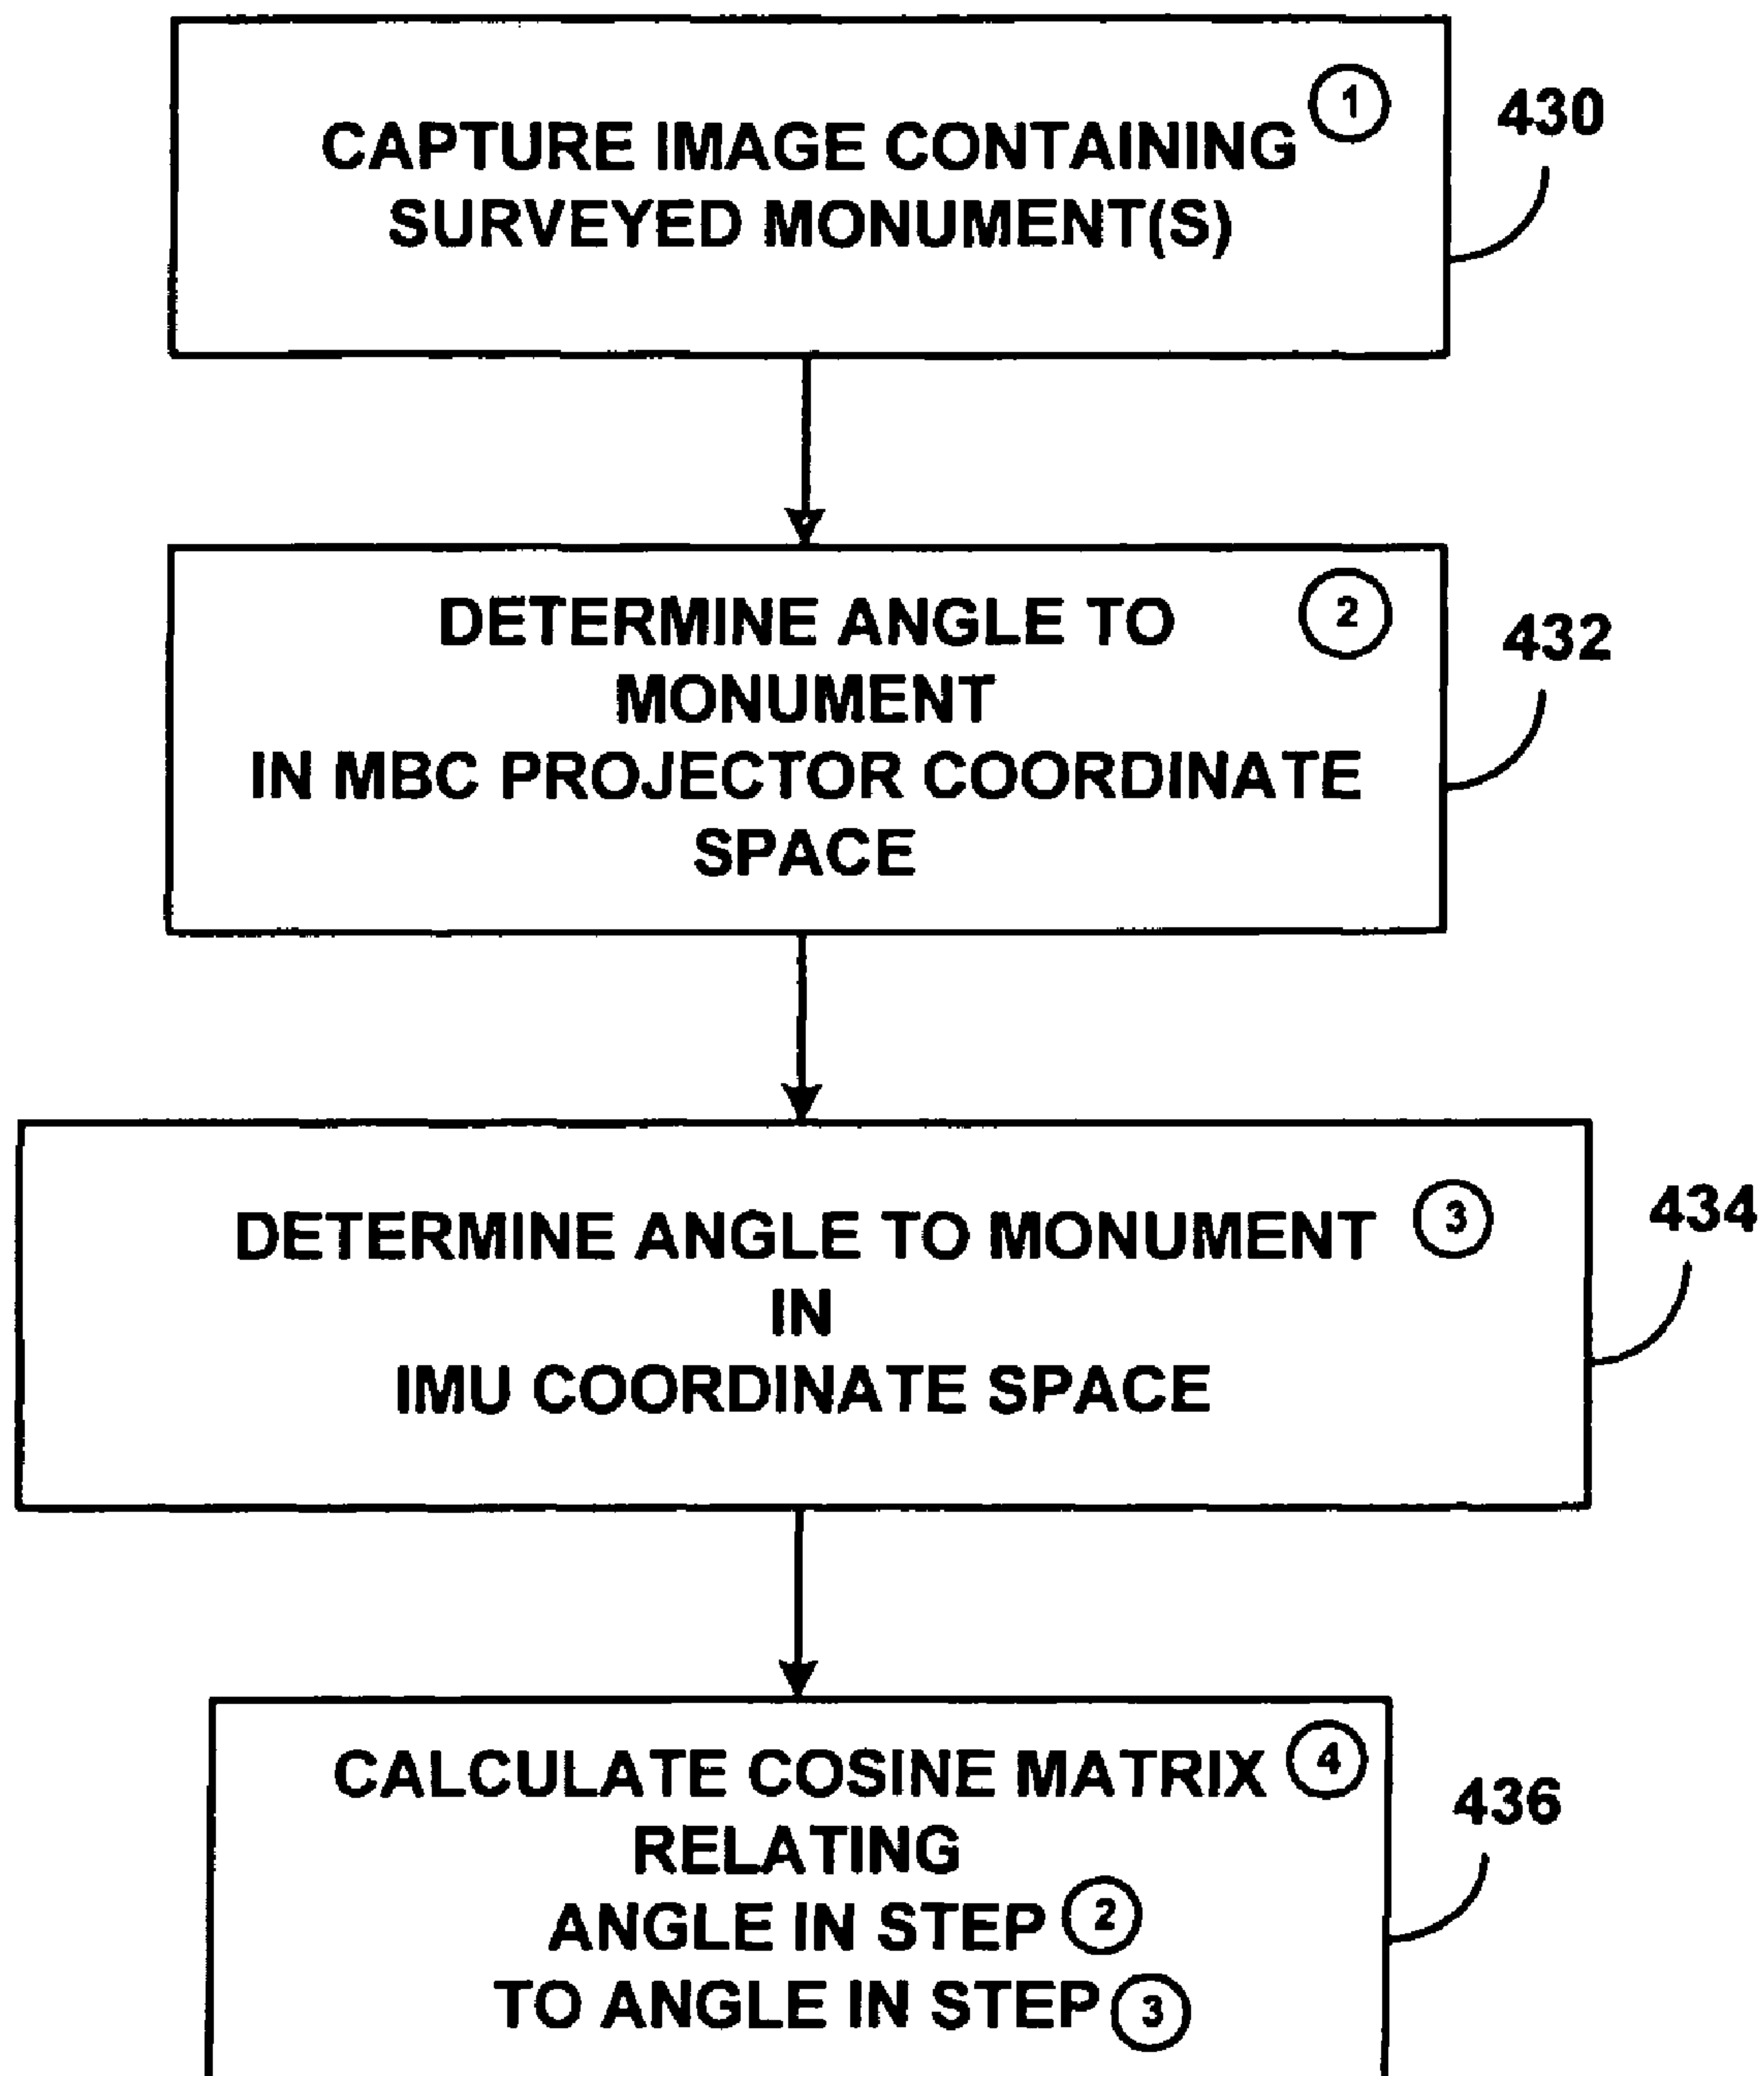 ①
CAPTURE IMAGE CONTAINING
SURVEYED MONUMENT(S)
430
DETERMINE ANGLE TO ②
MONUMENT
IN MBC PROJECTOR COORDINATE
SPACE
432
DETERMINE ANGLE TO MONUMENT ③
IN
IMU COORDINATE SPACE
434
CALCULATE COSINE MATRIX ④
RELATING
ANGLE IN STEP ②
TO ANGLE IN STEP ③
436